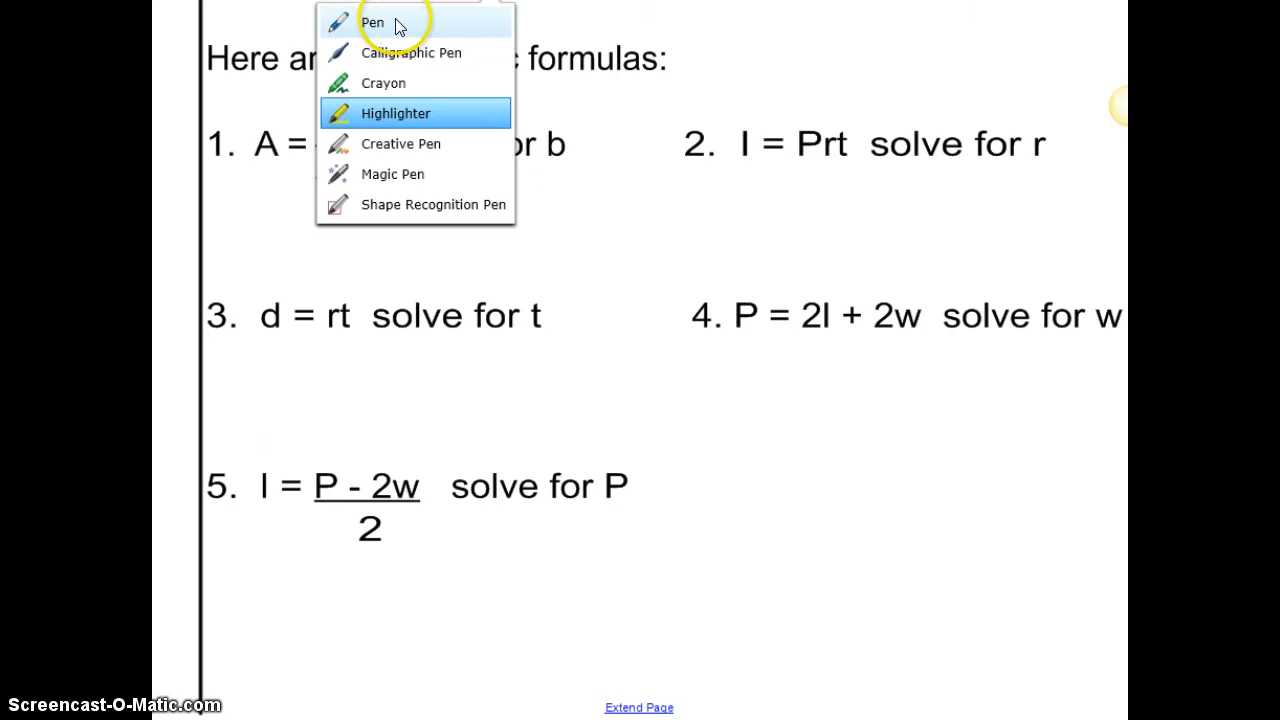 Pen
Here formulas:
Calligraphic Pen
Crayon
Highlighter
1. A = b
2. I = Prt solve for r
Creative Pen
Magic Pen
Shape Recognition Pen
3. d = rt solve for t
4. P = 2l + 2w solve for w
5. l = P - 2w solve for P
2
Screencast-O-Matic.com
Extend Page